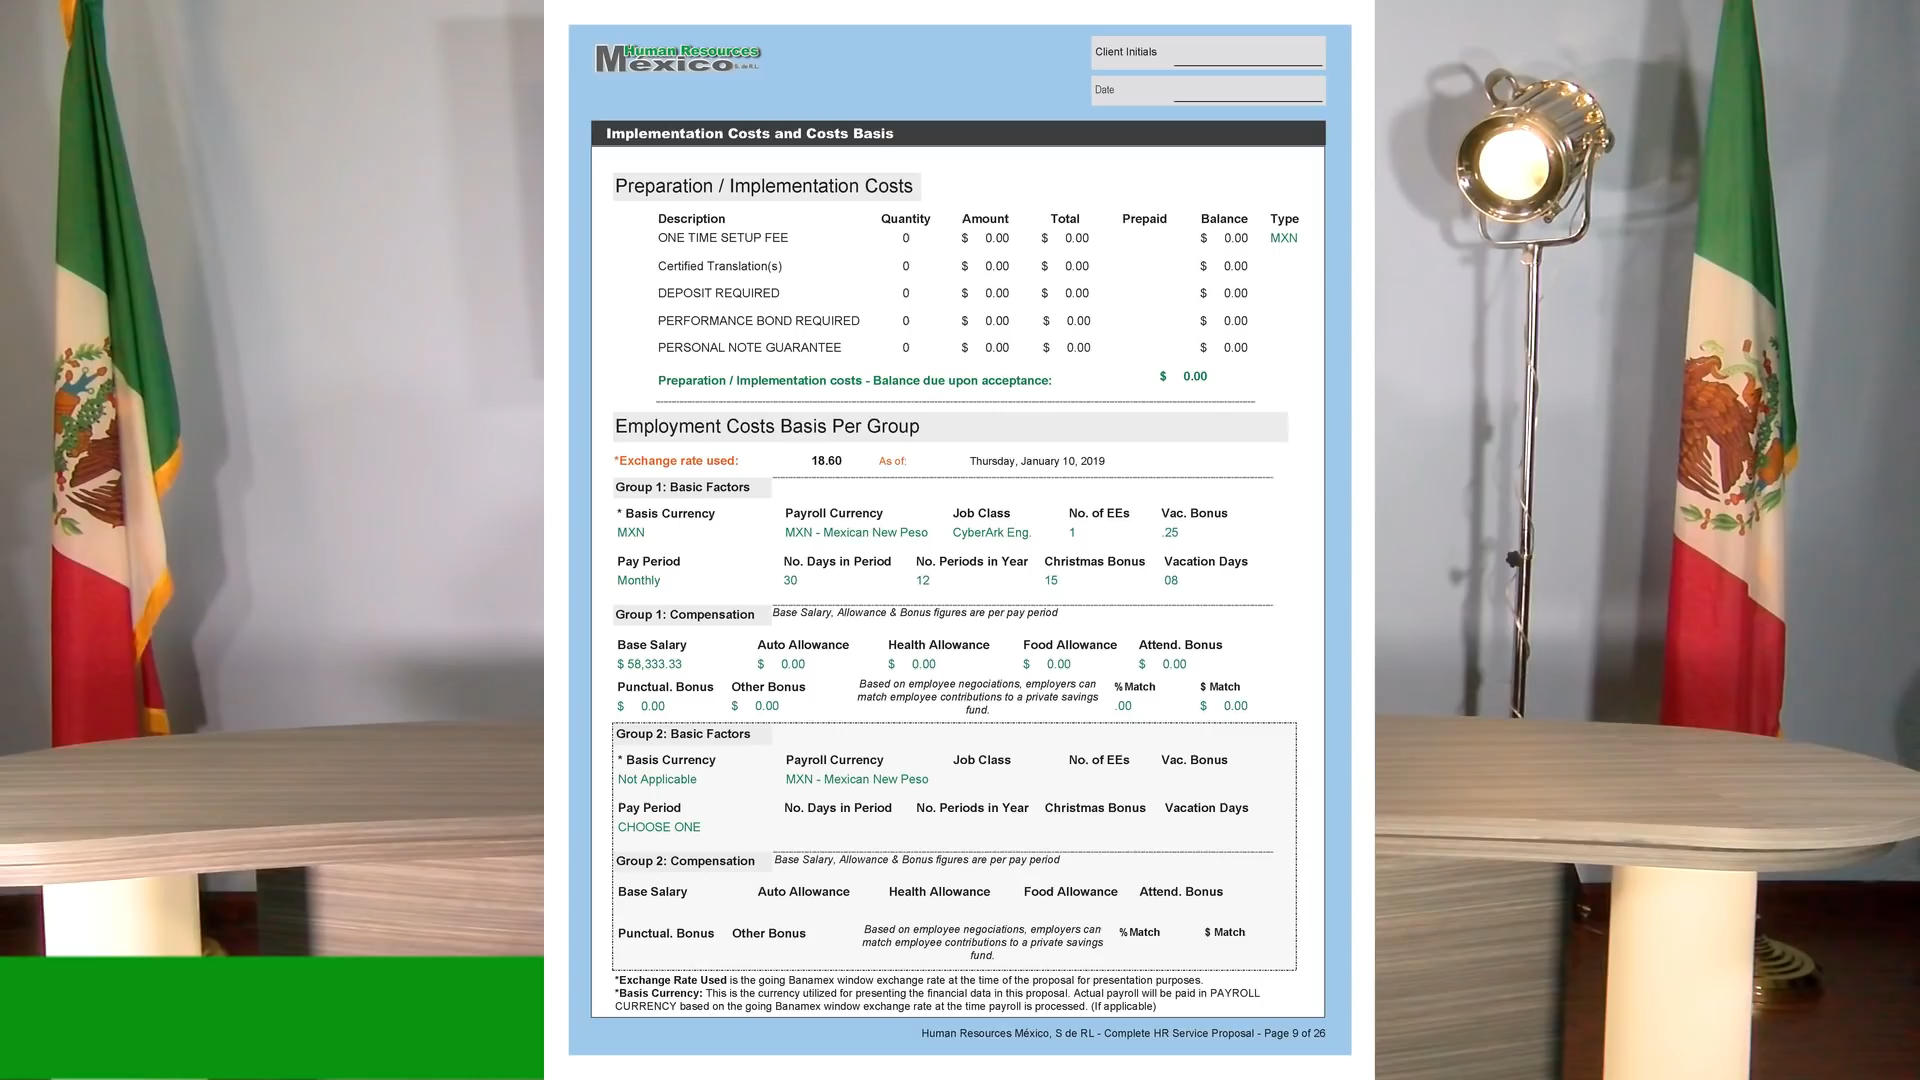 Human Resources
México S. de R.L.
Client Initials
Date
Implementation Costs and Costs Basis
Preparation / Implementation Costs
Description Quantity Amount Total Prepaid Balance Type
ONE TIME SETUP FEE 0 $ 0.00 $ 0.00 $ 0.00 MXN
Certified Translation(s) 0 $ 0.00 $ 0.00 $ 0.00
DEPOSIT REQUIRED 0 $ 0.00 $ 0.00 $ 0.00
PERFORMANCE BOND REQUIRED 0 $ 0.00 $ 0.00 $ 0.00
PERSONAL NOTE GUARANTEE 0 $ 0.00 $ 0.00 $ 0.00
Preparation / Implementation costs - Balance due upon acceptance: $ 0.00
Employment Costs Basis Per Group
*Exchange rate used: 18.60 As of: Thursday, January 10, 2019
Group 1: Basic Factors
* Basis Currency Payroll Currency Job Class No. of EEs Vac. Bonus
MXN MXN - Mexican New Peso CyberArk Eng. 1 .25
Pay Period No. Days in Period No. Periods in Year Christmas Bonus Vacation Days
Monthly 30 12 15 08
Group 1: Compensation Base Salary, Allowance & Bonus figures are per pay period
Base Salary Auto Allowance Health Allowance Food Allowance Attend. Bonus
$ 58,333.33 $ 0.00 $ 0.00 $ 0.00 $ 0.00
Punctual. Bonus Other Bonus Based on employee negociations, employers can % Match $ Match
match employee contributions to a private savings
$ 0.00 $ 0.00 fund. .00 $ 0.00
Group 2: Basic Factors
* Basis Currency Payroll Currency Job Class No. of EEs Vac. Bonus
Not Applicable MXN - Mexican New Peso
Pay Period No. Days in Period No. Periods in Year Christmas Bonus Vacation Days
CHOOSE ONE
Group 2: Compensation Base Salary, Allowance & Bonus figures are per pay period
Base Salary Auto Allowance Health Allowance Food Allowance Attend. Bonus
Punctual. Bonus Other Bonus Based on employee negociations, employers can % Match $ Match
match employee contributions to a private savings
fund.
*Exchange Rate Used is the going Banamex window exchange rate at the time of the proposal for presentation purposes.
*Basis Currency: This is the currency utilized for presenting the financial data in this proposal. Actual payroll will be paid in PAYROLL
CURRENCY based on the going Banamex window exchange rate at the time payroll is processed. (If applicable)
Human Resources México, S de RL - Complete HR Service Proposal - Page 9 of 26